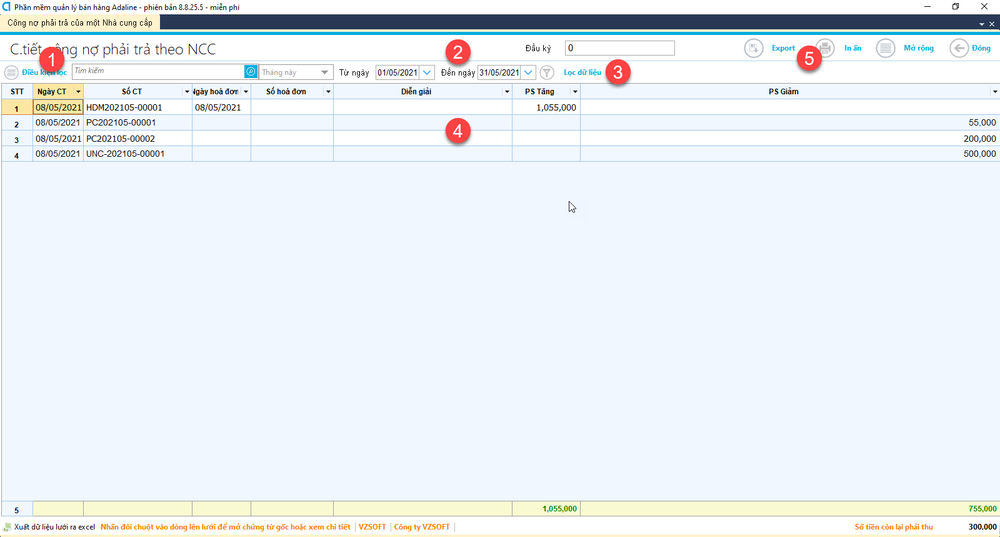 Phần mềm quản lý bán hàng Adaline - phiên bản 8.8.25.5 - miễn phí
Công nợ phải trả của một Nhà cung cấp
C.tiết công nợ phải trả theo NCC
1
2
Đầu kỳ 0
Export 5 In ấn Mở rộng Đóng
Điều kiện lọc Tìm kiếm Tháng này Từ ngày 01/05/2021 Đến ngày 31/05/2021 Lọc dữ liệu 3
STT Ngày CT Số CT Ngày hoá đơn Số hoá đơn Diễn giải PS Tăng PS Giảm
1 08/05/2021 HDM202105-00001 08/05/2021 1,055,000
2 08/05/2021 PC202105-00001 55,000
4
3 08/05/2021 PC202105-00002 200,000
4 08/05/2021 UNC-202105-00001 500,000
5 1,055,000 755,000
Xuất dữ liệu lưới ra excel Nhấn đôi chuột vào dòng lên lưới để mở chứng từ gốc hoặc xem chi tiết VZSOFT Công ty VZSOFT Số tiền còn lại phải thu 300,000